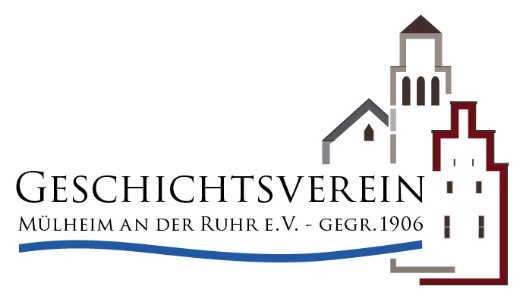 GESCHICHTSVEREIN
MÜLHEIM AN DER RUHR E.V. - GEGR.1906